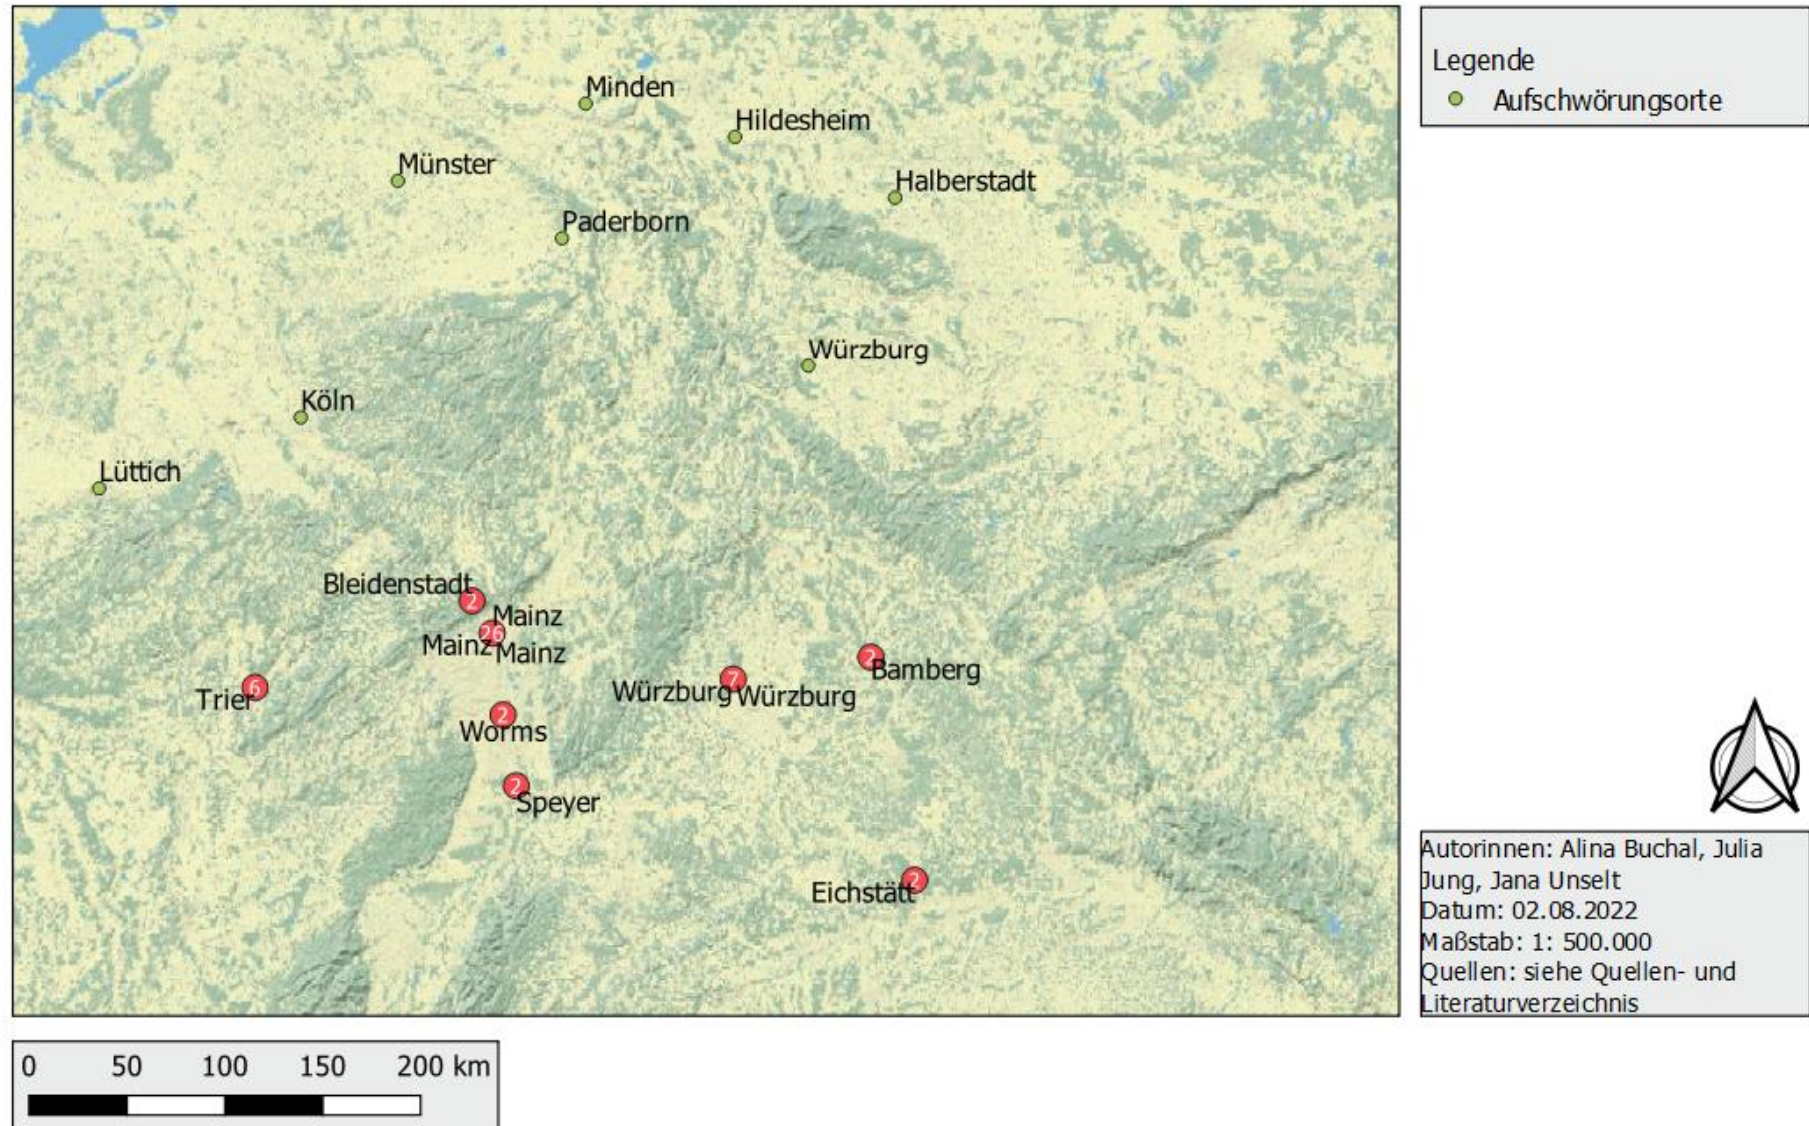 Minden
Hildesheim
Münster
Halberstadt
Paderborn
Würzburg
Köln
Lüttich
Bleidenstadt
2
Mainz
26
Mainz
Mainz
Trier
6
Würzburg
7
Würzburg
2
Bamberg
2
Worms
2
Speyer
Eichstätt
2
Legende
Aufschwörungsorte
Autorinnen: Alina Buchal, Julia
Jung, Jana Unselt
Datum: 02.08.2022
Maßstab: 1: 500.000
Quellen: siehe Quellen- und
Literaturverzeichnis
0 50 100 150 200 km